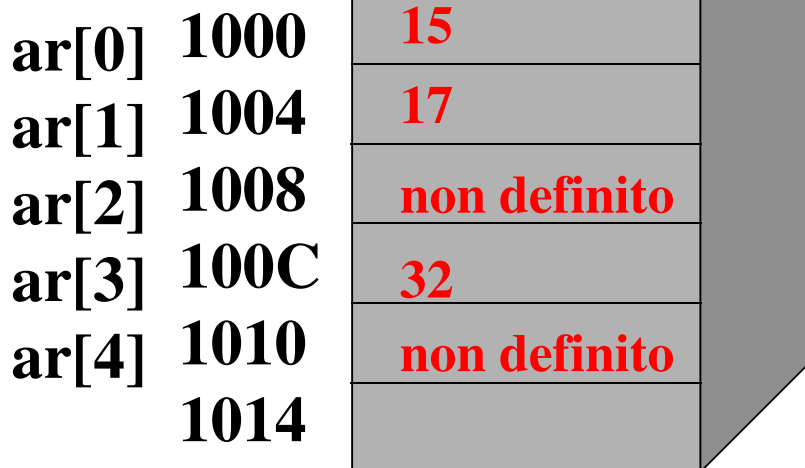 ar[0] 1000 15
ar[1] 1004 17
ar[2] 1008 non definito
ar[3] 100C 32
ar[4] 1010 non definito
1014